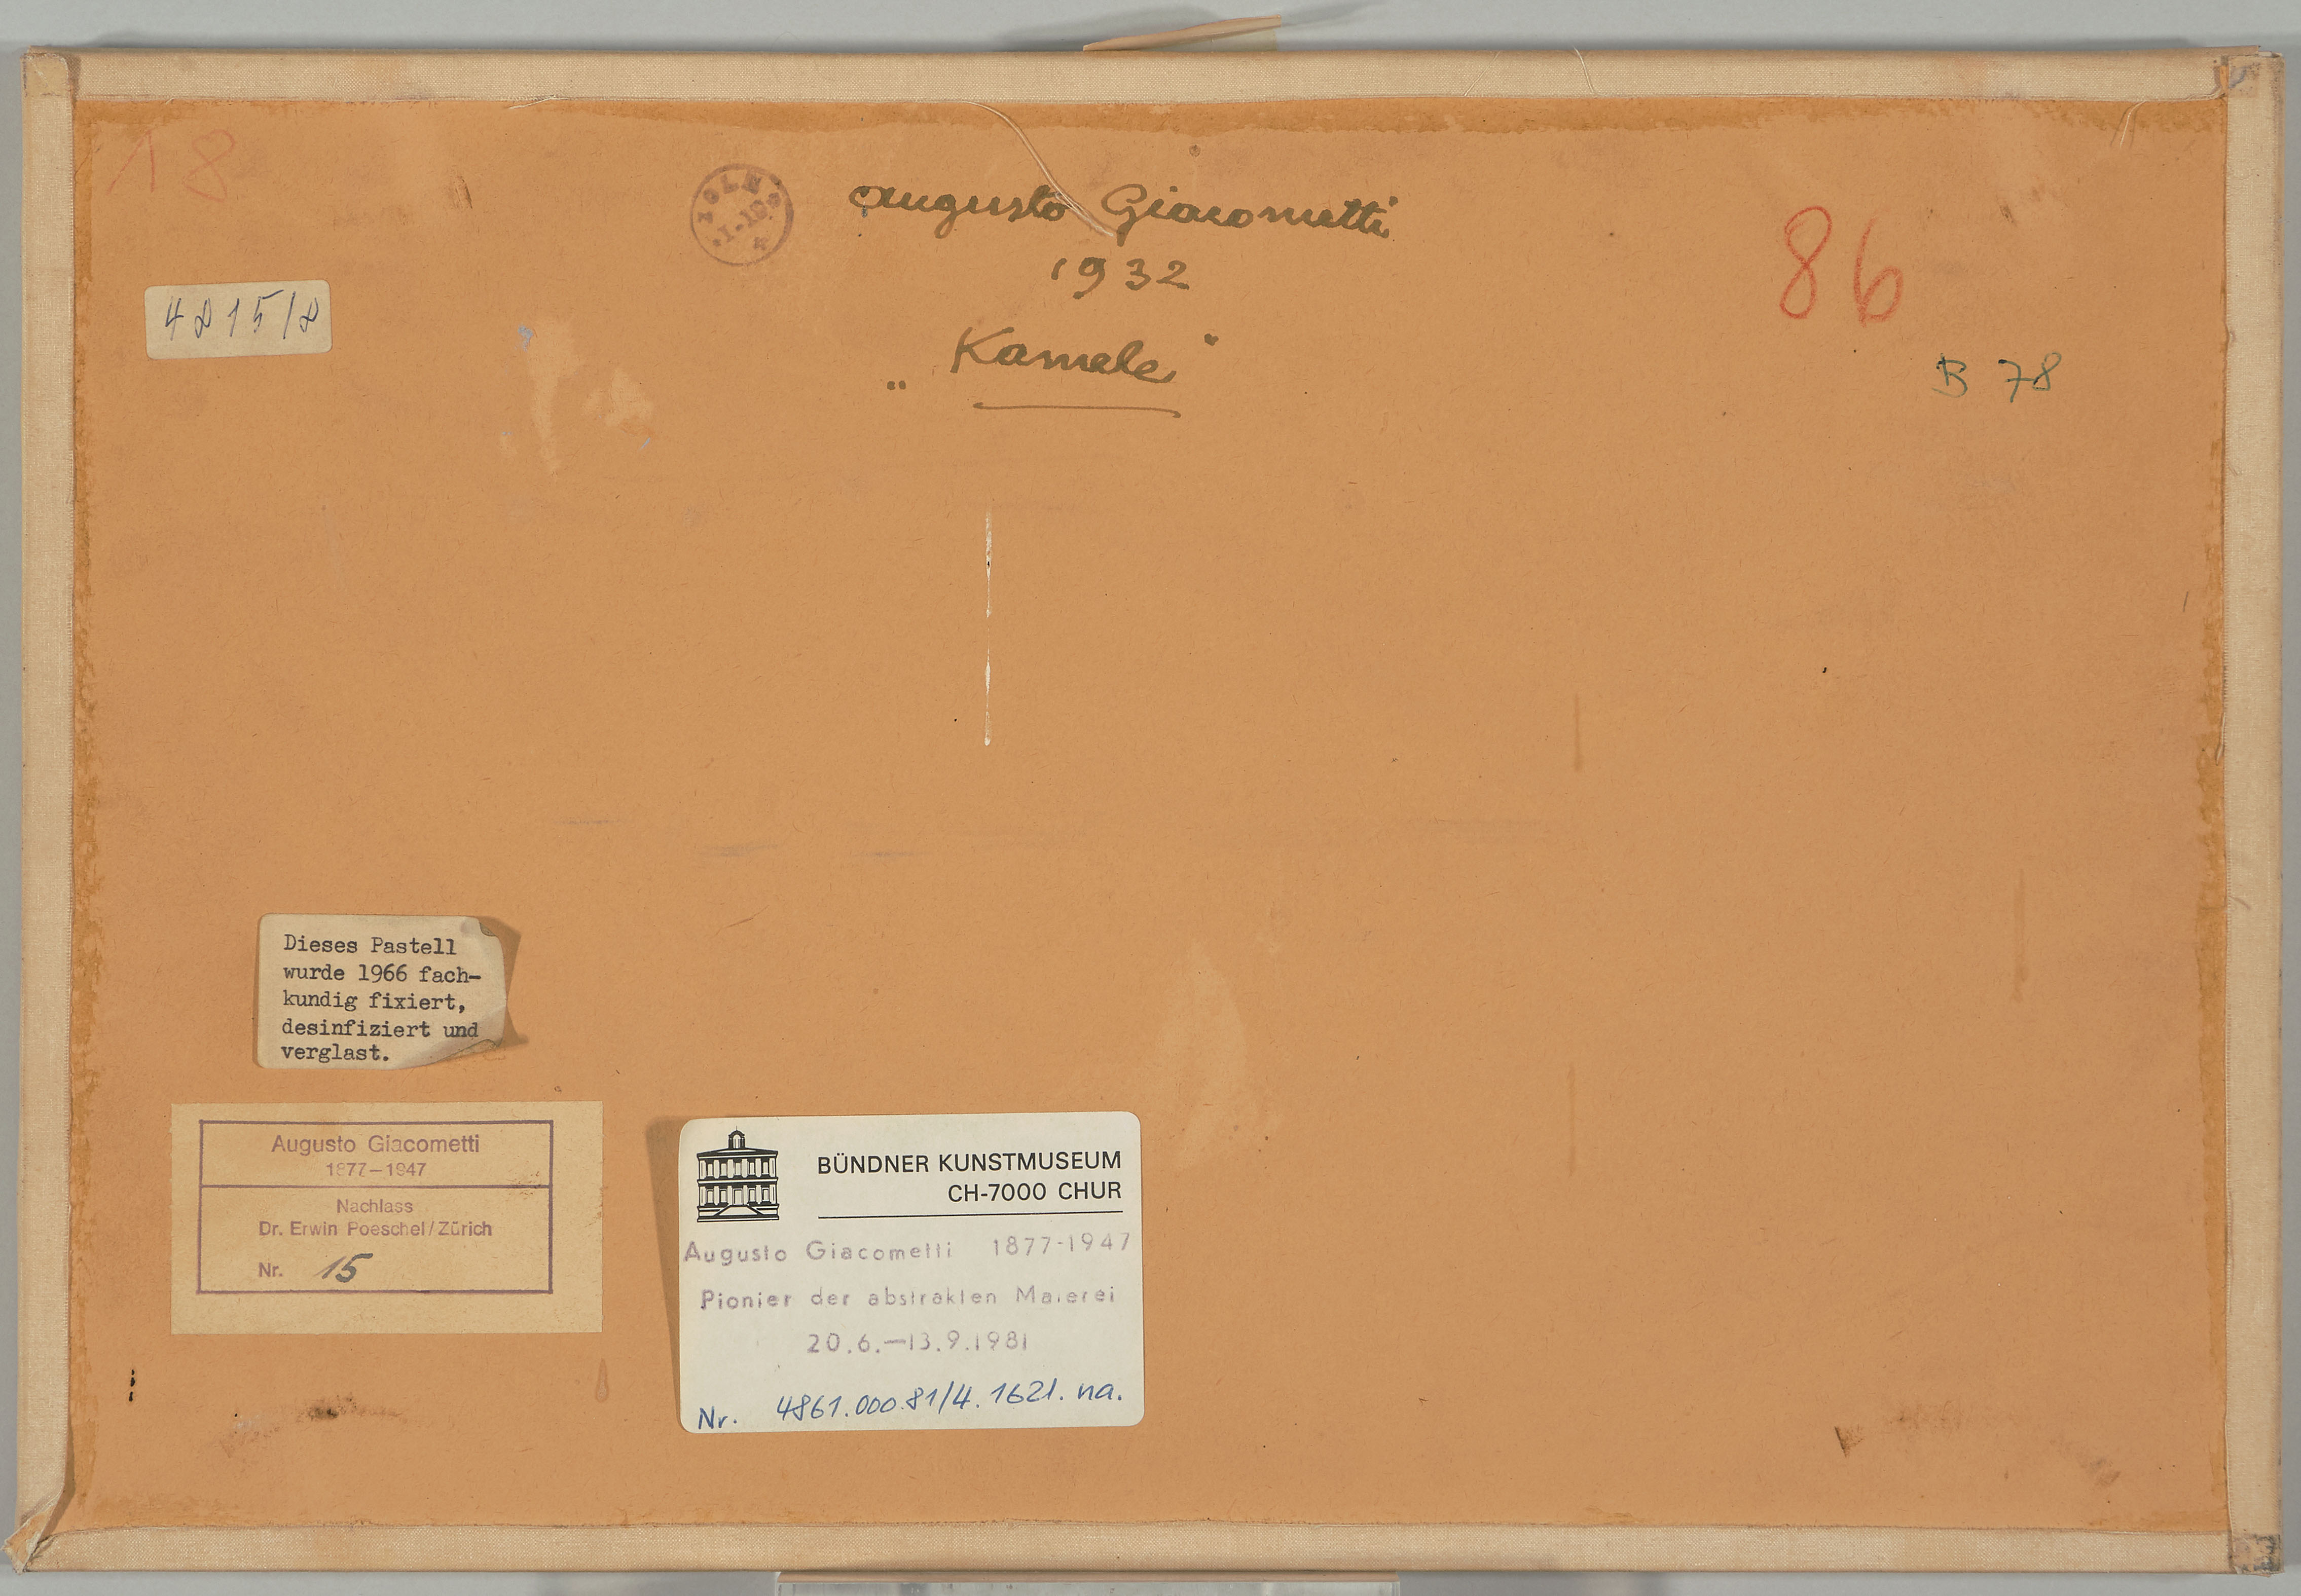 18
Augusto Giacometti
1932
„Kamele"
86
B 78
4815/8
Dieses Pastell
wurde 1966 fach-
kundig fixiert,
desinfiziert und
verglast.
Augusto Giacometti
1877–1947
Nachlass
Dr. Erwin Poeschel/Zürich
Nr. 15
BÜNDNER KUNSTMUSEUM
CH-7000 CHUR
Augusto Giacometti 1877-1947
Pionier der abstrakten Malerei
20.6.–13.9.1981
Nr. 4861.000.81/4. 1621. na.